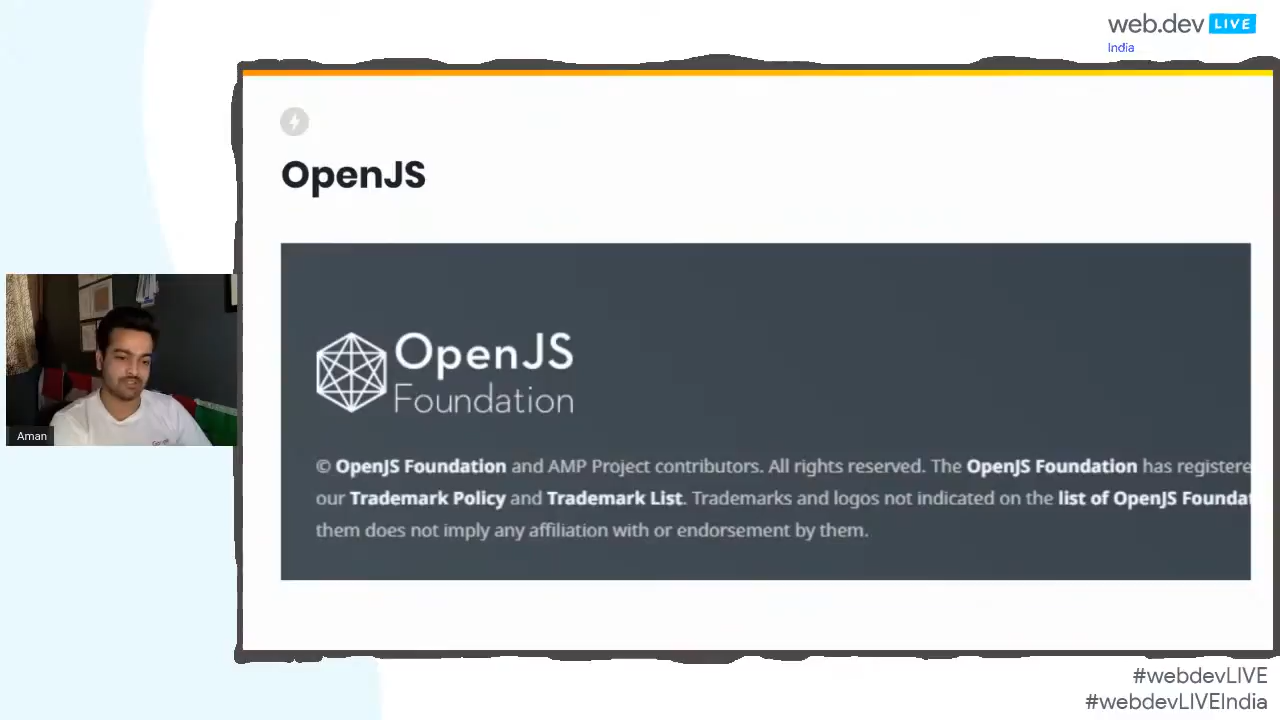 web.dev LIVE
India
OpenJS
OpenJS
Foundation
© OpenJS Foundation and AMP Project contributors. All rights reserved. The OpenJS Foundation has registere
our Trademark Policy and Trademark List. Trademarks and logos not indicated on the list of OpenJS Foundat
them does not imply any affiliation with or endorsement by them.
Aman
#webdevLIVE
#webdevLIVEIndia